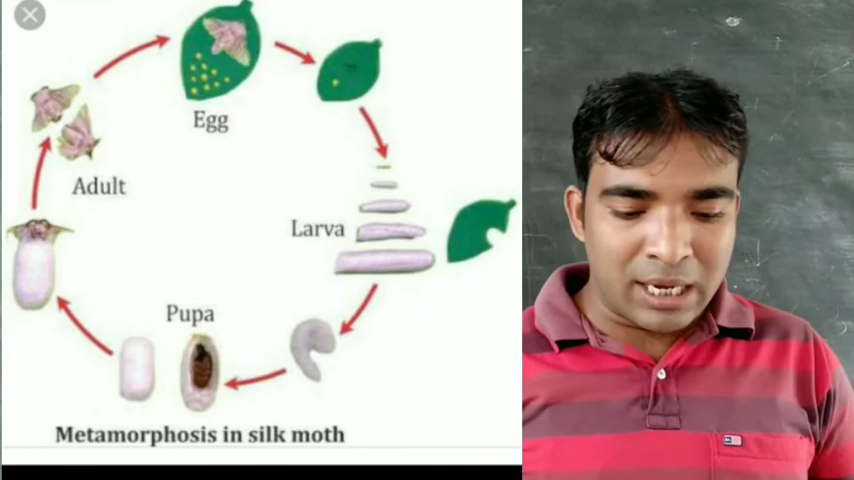 Egg
Adult
Larva
Pupa
Metamorphosis in silk moth